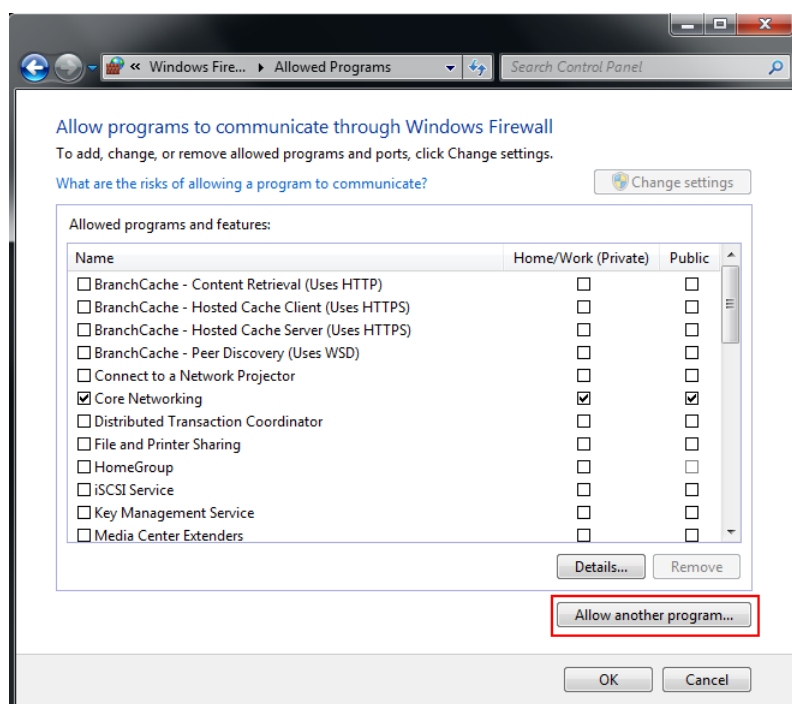 « Windows Fire... ▸ Allowed Programs
Search Control Panel
Allow programs to communicate through Windows Firewall
To add, change, or remove allowed programs and ports, click Change settings.
What are the risks of allowing a program to communicate?
Change settings
Allowed programs and features:
Name Home/Work (Private) Public
BranchCache - Content Retrieval (Uses HTTP)
BranchCache - Hosted Cache Client (Uses HTTPS)
BranchCache - Hosted Cache Server (Uses HTTPS)
BranchCache - Peer Discovery (Uses WSD)
Connect to a Network Projector
Core Networking
Distributed Transaction Coordinator
File and Printer Sharing
HomeGroup
iSCSI Service
Key Management Service
Media Center Extenders
Details... Remove
Allow another program...
OK Cancel